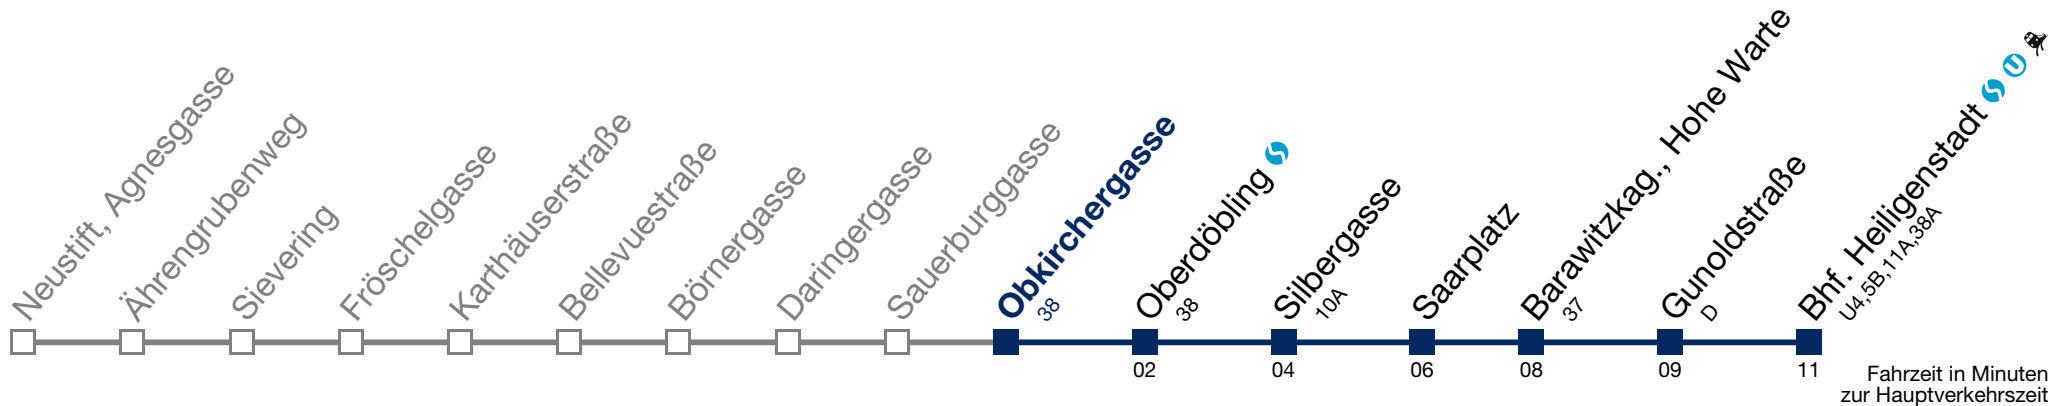 Neustift, Agnesgasse
Ährengrubenweg
Sievering
Fröschelgasse
Karthäuserstraße
Bellevuestraße
Börnergasse
Daringergasse
Sauerburggasse
Obkirchergasse
38
Oberdöbling
38
02
Silbergasse
10A
04
Saarplatz
06
Barawitzkag., Hohe Warte
37
08
Gunoldstraße
D
09
Bhf. Heiligenstadt U
U4,5B,11A,38A
11
Fahrzeit in Minuten
zur Hauptverkehrszeit